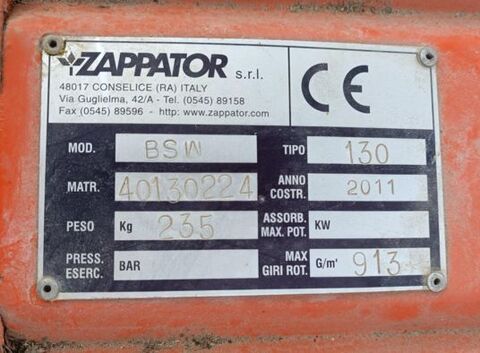 ZAPPATOR s.r.l.
48017 CONSELICE (RA) ITALY
Via Guglielma, 42/A - Tel. (0545) 89158
Fax (0545) 89596 - http: www.zappator.com
CE
MOD. BSW TIPO 130
MATR. 40130224 ANNO COSTR. 2011
PESO Kg 235 ASSORB. MAX. POT. KW
PRESS. ESERC. BAR MAX GIRI ROT. G/m' 913